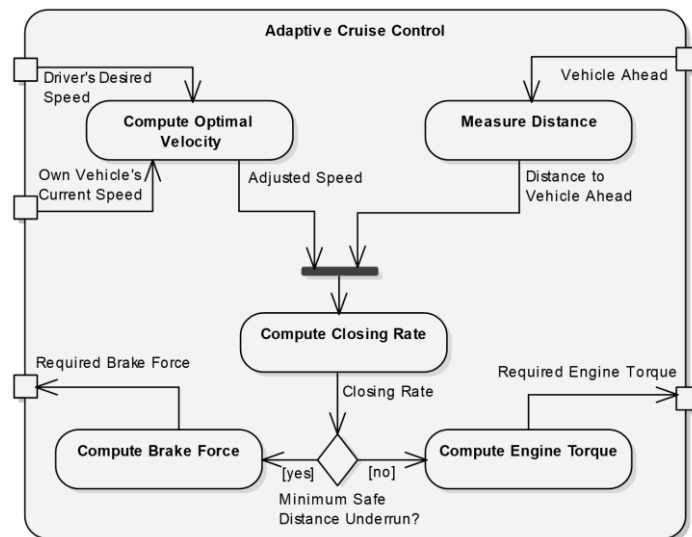 Adaptive Cruise Control
Driver's Desired
Speed
Vehicle Ahead
Compute Optimal
Velocity
Measure Distance
Own Vehicle's
Current Speed
Adjusted Speed
Distance to
Vehicle Ahead
Compute Closing Rate
Required Brake Force
Required Engine Torque
Closing Rate
Compute Brake Force
Compute Engine Torque
[yes]
[no]
Minimum Safe
Distance Underrun?